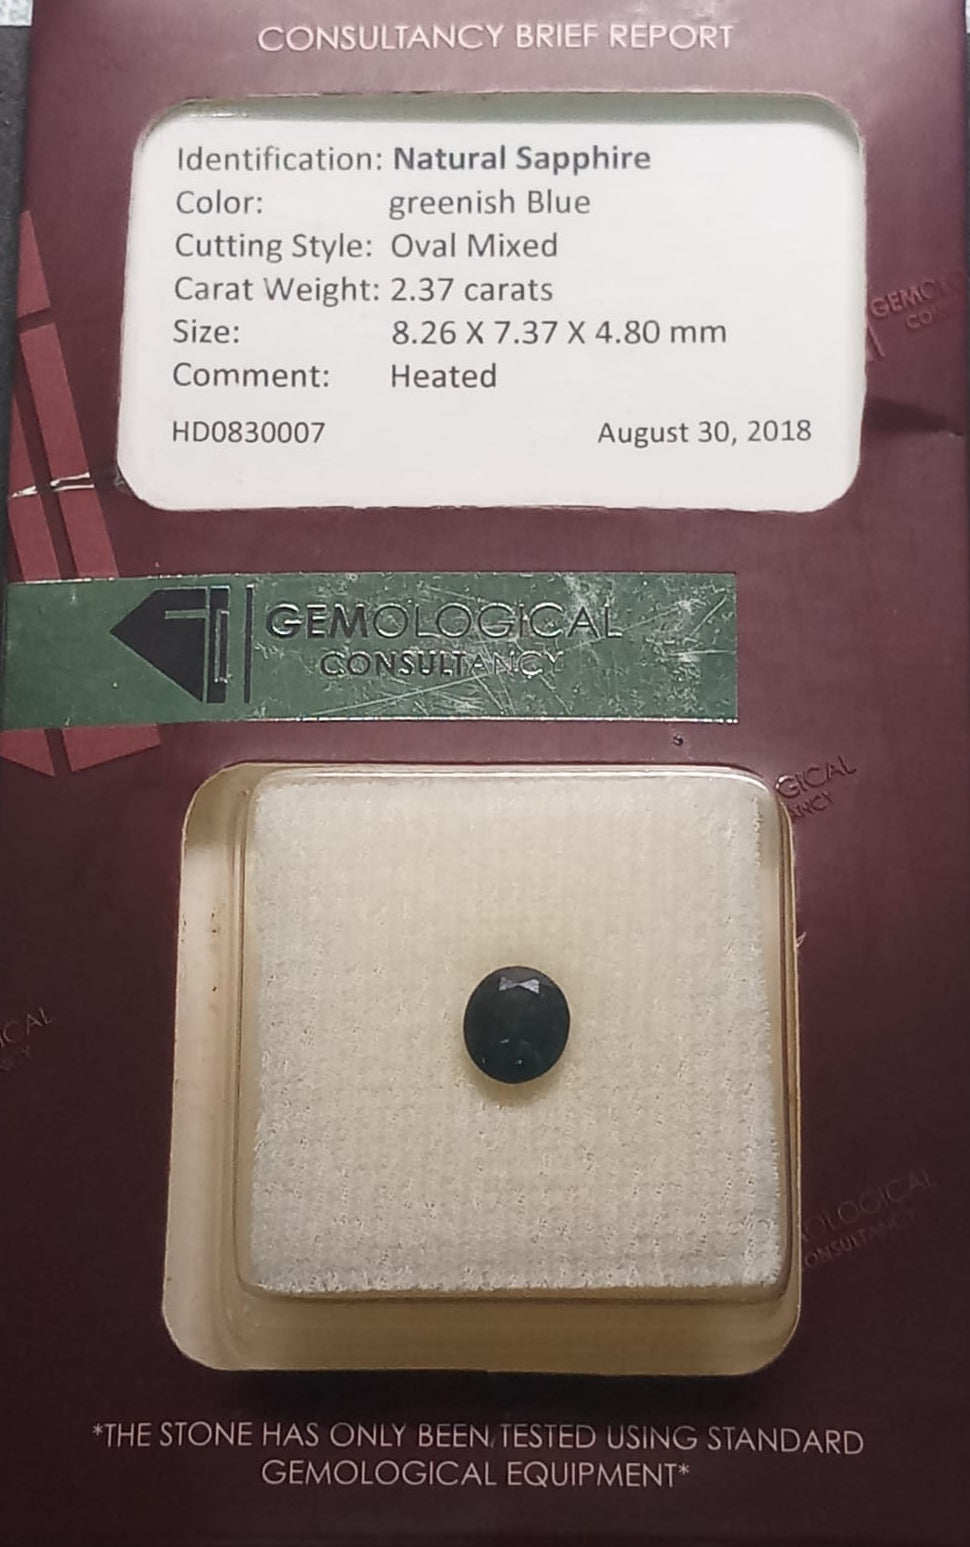 CONSULTANCY BRIEF REPORT
Identification: Natural Sapphire
Color: greenish Blue
Cutting Style: Oval Mixed
Carat Weight: 2.37 carats
Size: 8.26 X 7.37 X 4.80 mm
Comment: Heated
HD0830007 August 30, 2018
GEMOLOGICAL
CONSULTANCY
*THE STONE HAS ONLY BEEN TESTED USING STANDARD
GEMOLOGICAL EQUIPMENT*